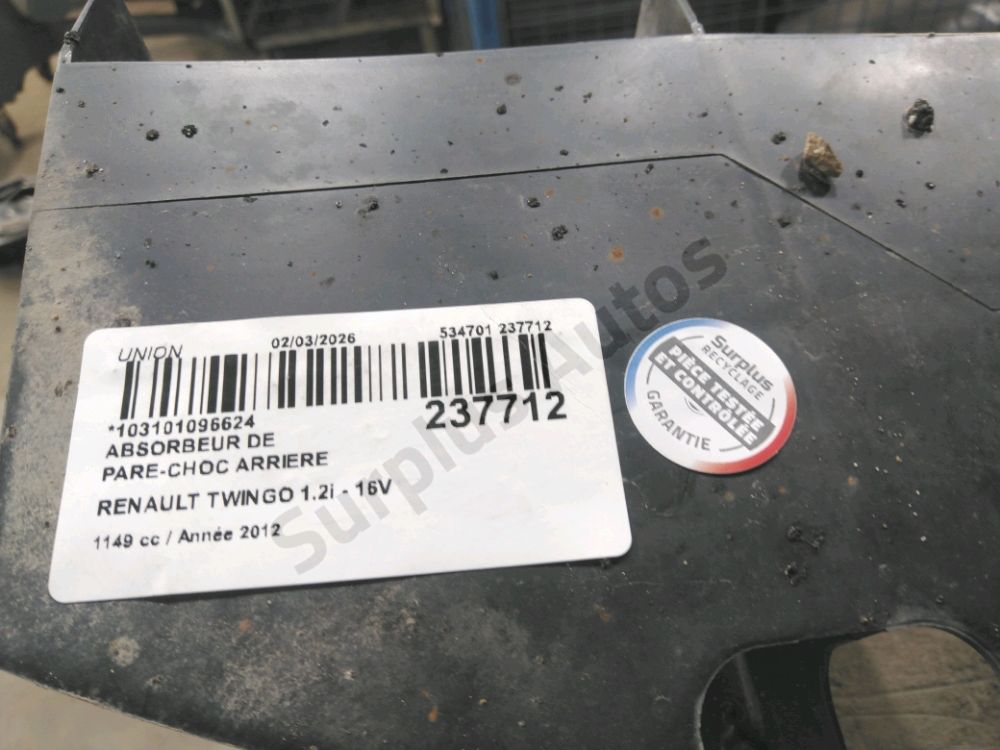 UNION
02/03/2026
534701 237712
*103101096624
237712
ABSORBEUR DE
PARE-CHOC ARRIERE
RENAULT TWINGO 1.2i - 16V
1149 cc / Année 2012
Surplus
RECYCLAGE
PIÈCE TESTÉE
ET CONTRÔLÉE
GARANTIE
Surplus Autos